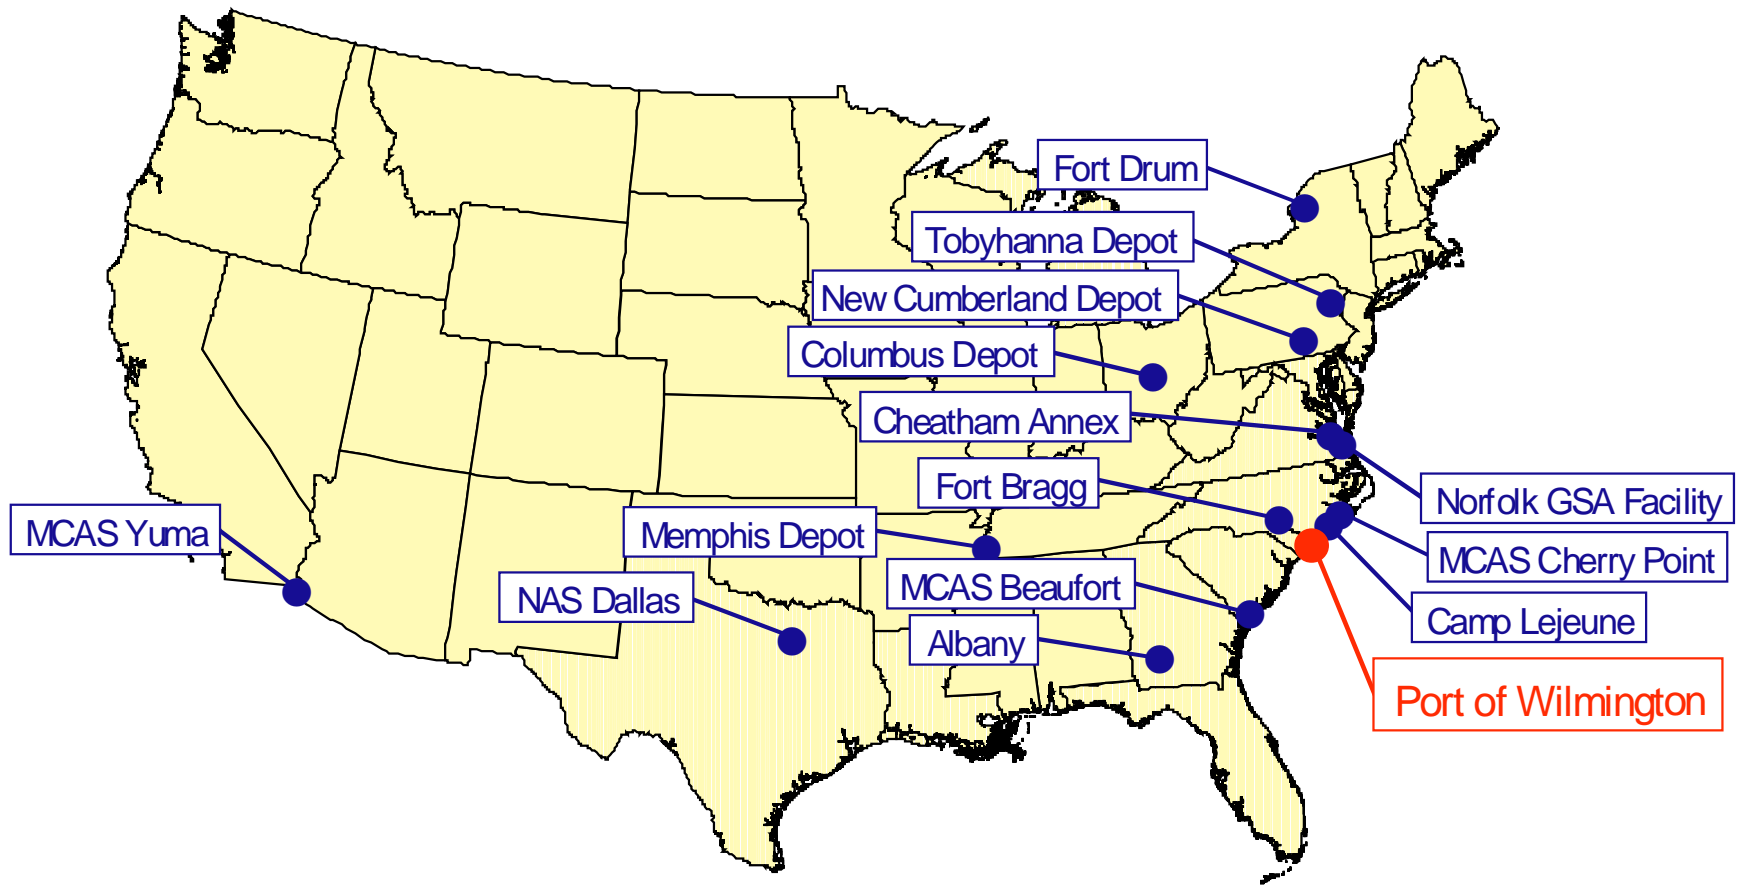 Fort Drum
Tobyhanna Depot
New Cumberland Depot
Columbus Depot
Cheatham Annex
Fort Bragg
Norfolk GSA Facility
MCAS Yuma
Memphis Depot
MCAS Cherry Point
MCAS Beaufort
NAS Dallas
Camp Lejeune
Albany
Port of Wilmington